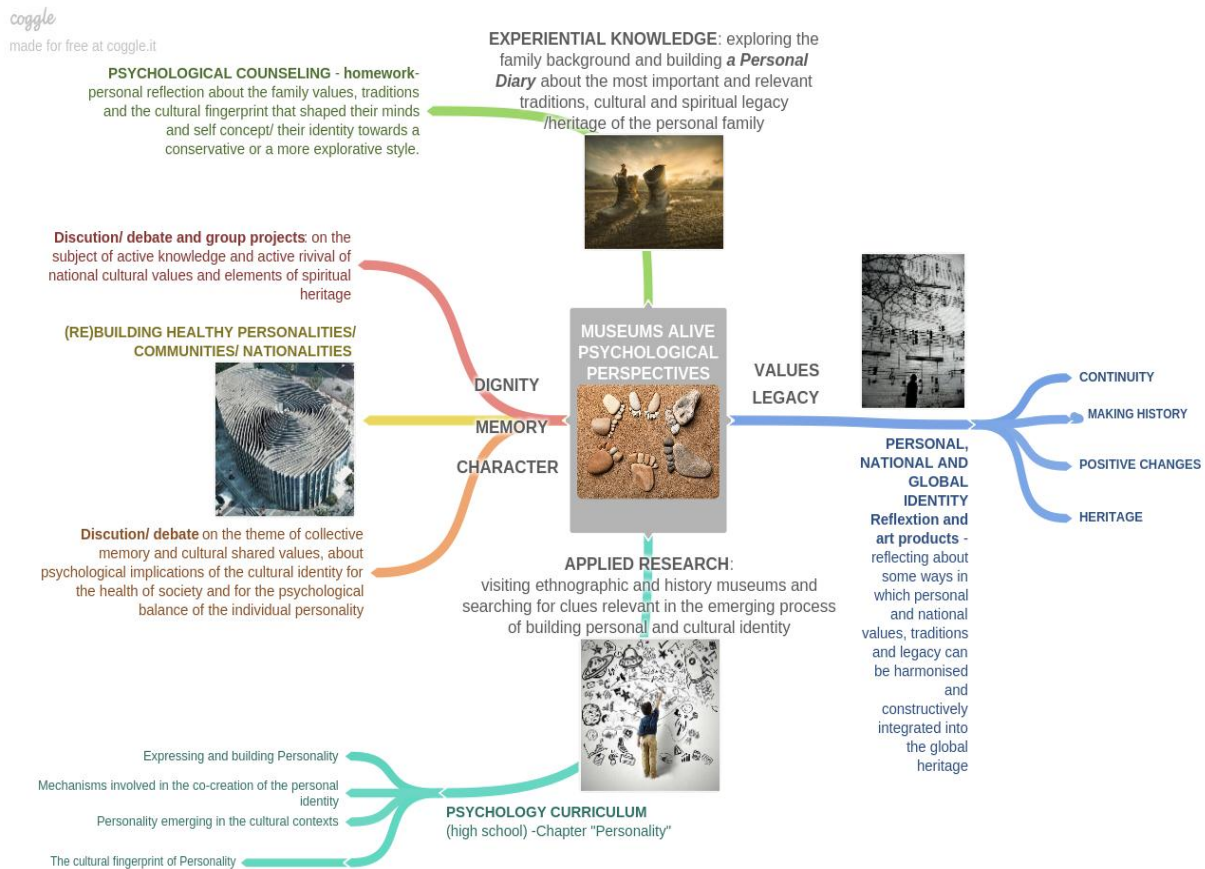 coggle
made for free at coggle.it
EXPERIENTIAL KNOWLEDGE: exploring the
family background and building a Personal
Diary about the most important and relevant
traditions, cultural and spiritual legacy
/heritage of the personal family
PSYCHOLOGICAL COUNSELING - homework-
personal reflection about the family values, traditions
and the cultural fingerprint that shaped their minds
and self concept/ their identity towards a
conservative or a more explorative style.
Discution/ debate and group projects: on the
subject of active knowledge and active rivival of
national cultural values and elements of spiritual
heritage
(RE)BUILDING HEALTHY PERSONALITIES/
COMMUNITIES/ NATIONALITIES
Discution/ debate on the theme of collective
memory and cultural shared values, about
psychological implications of the cultural identity for
the health of society and for the psychological
balance of the individual personality
DIGNITY
MEMORY
CHARACTER
MUSEUMS ALIVE
PSYCHOLOGICAL
PERSPECTIVES
VALUES
LEGACY
PERSONAL,
NATIONAL AND
GLOBAL
IDENTITY
Reflextion and
art products -
reflecting about
some ways in
which personal
and national
values, traditions
and legacy can
be harmonised
and
constructively
integrated into
the global
heritage
CONTINUITY
MAKING HISTORY
POSITIVE CHANGES
HERITAGE
APPLIED RESEARCH:
visiting ethnographic and history museums and
searching for clues relevant in the emerging process
of building personal and cultural identity
PSYCHOLOGY CURRICULUM
(high school) -Chapter "Personality"
Expressing and building Personality
Mechanisms involved in the co-creation of the personal
identity
Personality emerging in the cultural contexts
The cultural fingerprint of Personality